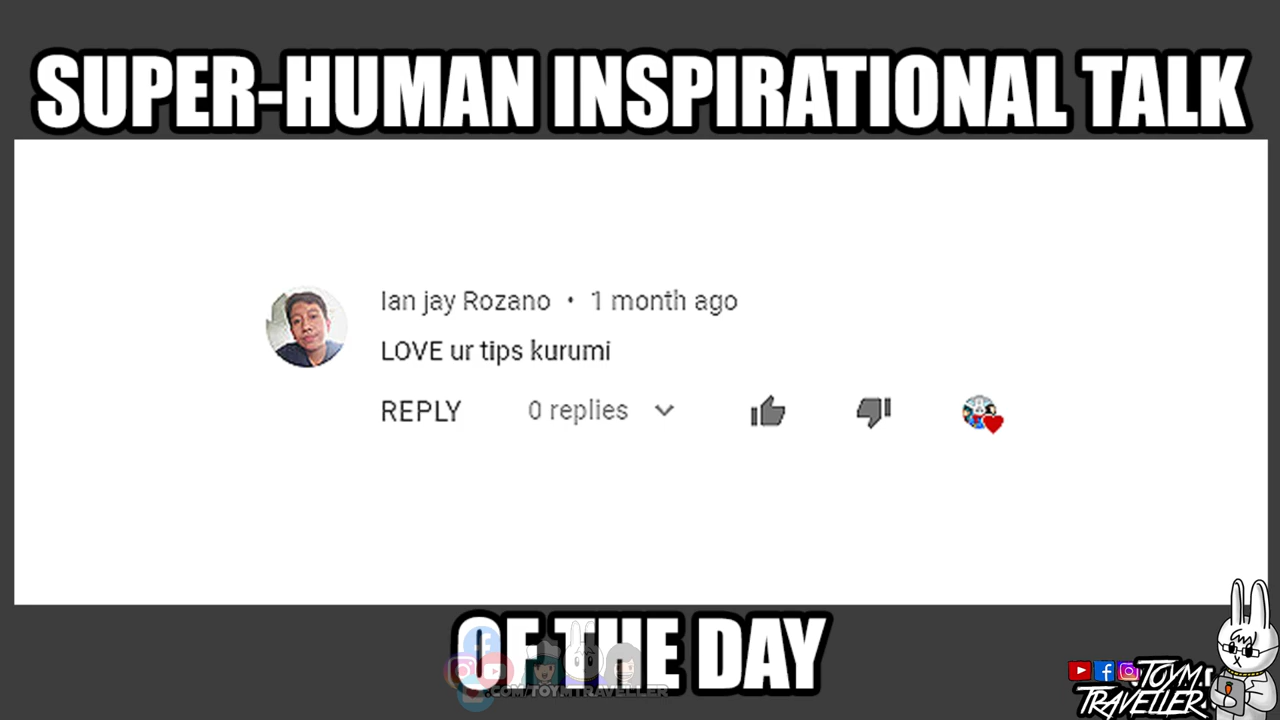 SUPER-HUMAN INSPIRATIONAL TALK
Ian jay Rozano • 1 month ago
LOVE ur tips kurumi
REPLY 0 replies
OF THE DAY
.COM/TOYMTRAVELLER
TOYM.
TRAVELLER